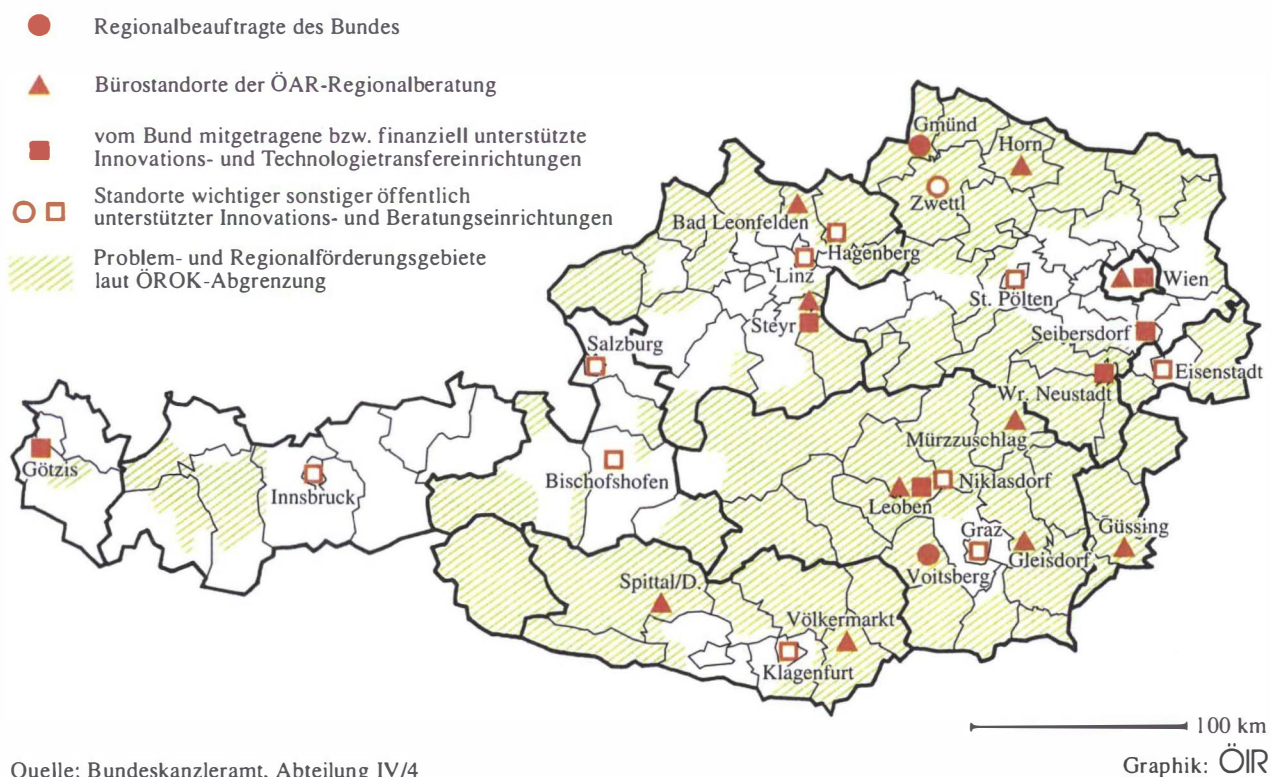 Regionalbeauftragte des Bundes
Bürostandorte der ÖAR-Regionalberatung
vom Bund mitgetragene bzw. finanziell unterstützte
Innovations- und Technologietransfereinrichtungen
Standorte wichtiger sonstiger öffentlich
unterstützter Innovations- und Beratungseinrichtungen
Problem- und Regionalförderungsgebiete
laut ÖROK-Abgrenzung
Gmünd
Horn
Zwettl
Bad Leonfelden
Hagenberg
Linz
St. Pölten
Wien
Steyr
Seibersdorf
Salzburg
Eisenstadt
Wr. Neustadt
Mürzzuschlag
Götzis
Innsbruck
Bischofshofen
Niklasdorf
Leoben
Graz
Güssing
Gleisdorf
Voitsberg
Spittal/D.
Völkermarkt
Klagenfurt
100 km
Quelle: Bundeskanzleramt, Abteilung IV/4
Graphik: ÖIR